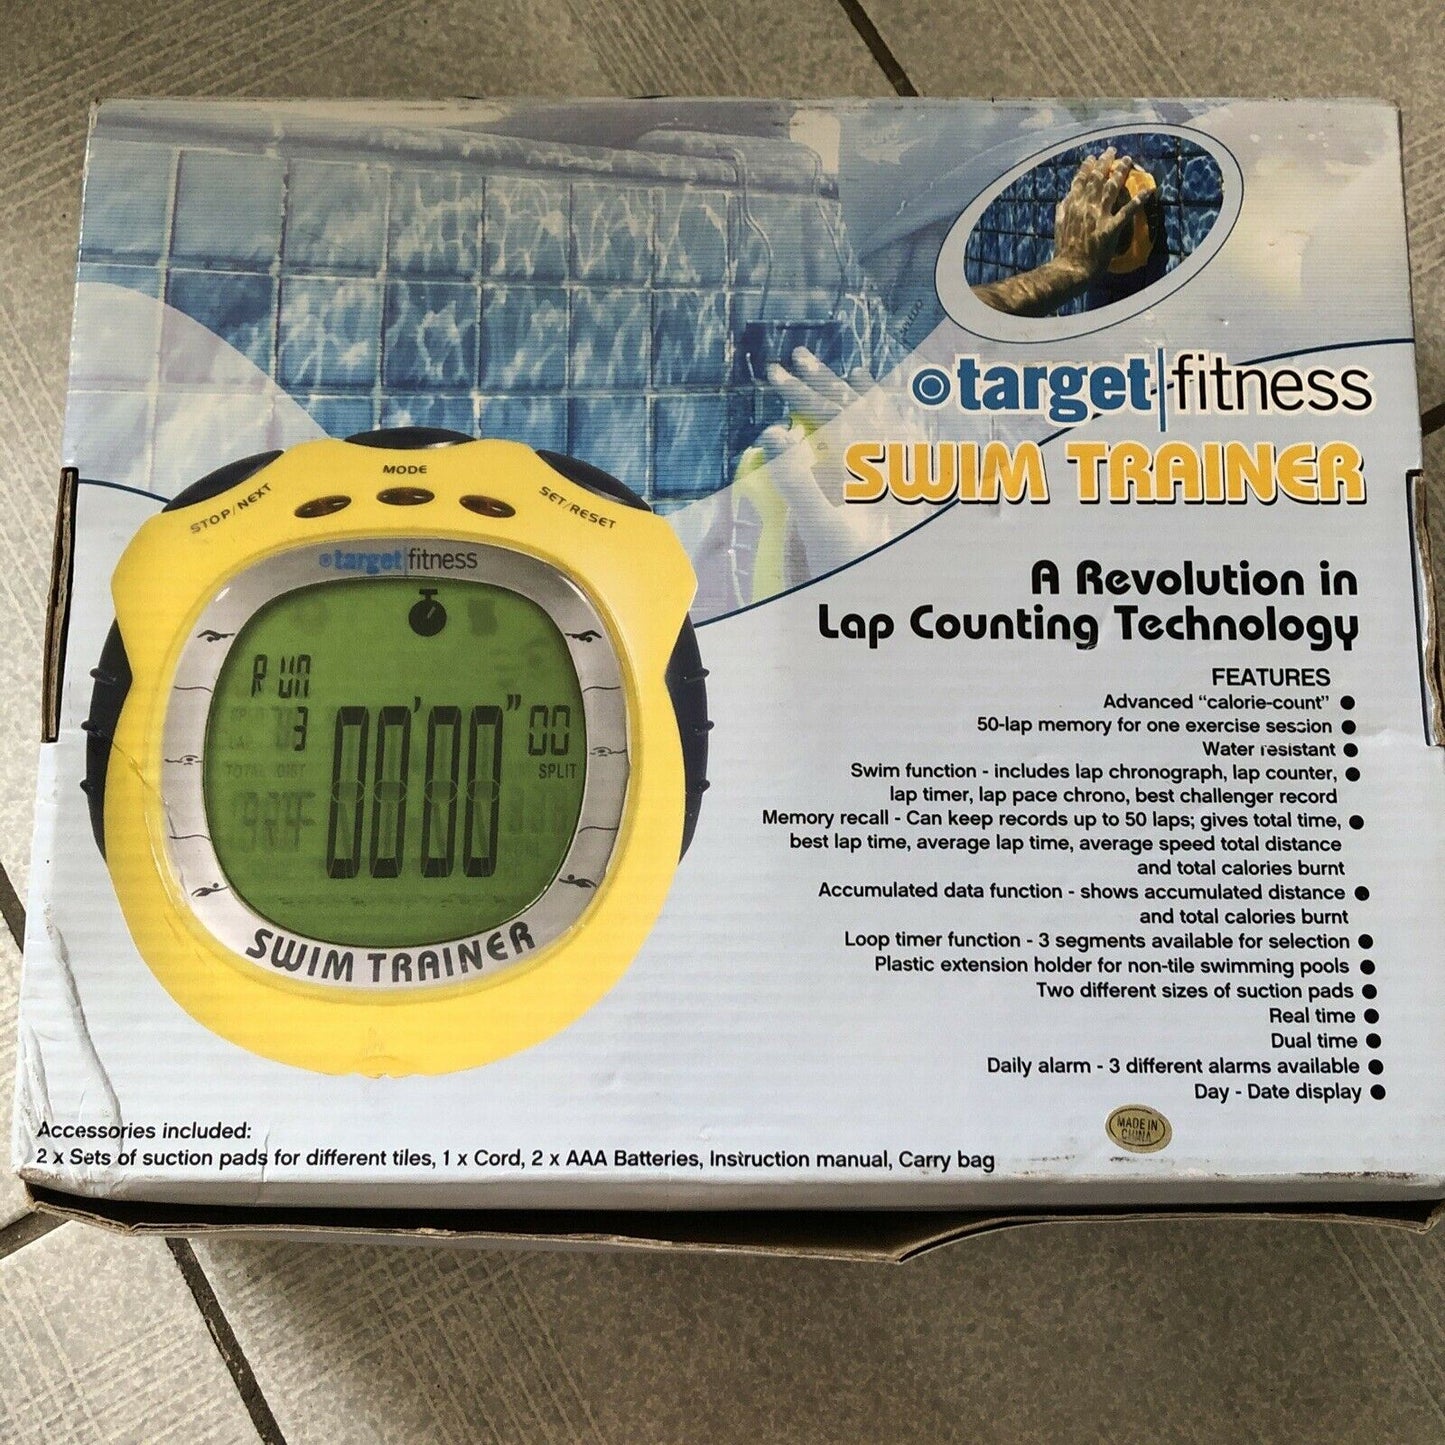 target|fitness
SWIM TRAINER
A Revolution in
Lap Counting Technology
FEATURES
Advanced "calorie-count" ●
50-lap memory for one exercise session ●
Water resistant ●
Swim function - includes lap chronograph, lap counter, ●
lap timer, lap pace chrono, best challenger record
Memory recall - Can keep records up to 50 laps; gives total time, ●
best lap time, average lap time, average speed total distance
and total calories burnt
Accumulated data function - shows accumulated distance ●
and total calories burnt
Loop timer function - 3 segments available for selection ●
Plastic extension holder for non-tile swimming pools ●
Two different sizes of suction pads ●
Real time ●
Dual time ●
Daily alarm - 3 different alarms available ●
Day - Date display ●
MADE IN
CHINA
MODE
STOP/NEXT
SET/RESET
target|fitness
RUN
3 00'00"00
TOTAL DIST
SPLIT
SWIM TRAINER
Accessories included:
2 x Sets of suction pads for different tiles, 1 x Cord, 2 x AAA Batteries, Instruction manual, Carry bag